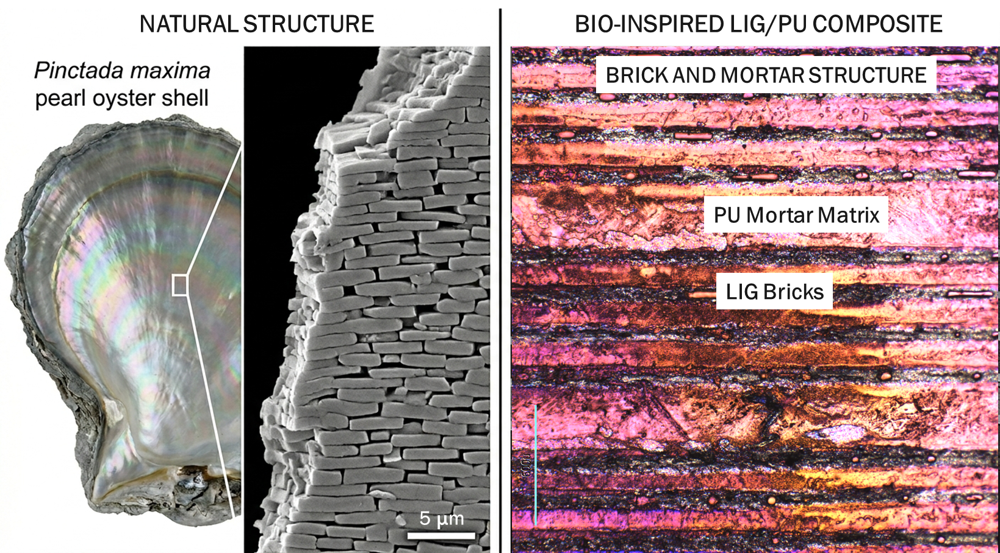 NATURAL STRUCTURE
Pinctada maxima
pearl oyster shell
5 µm
BIO-INSPIRED LIG/PU COMPOSITE
BRICK AND MORTAR STRUCTURE
PU Mortar Matrix
LIG Bricks
600u